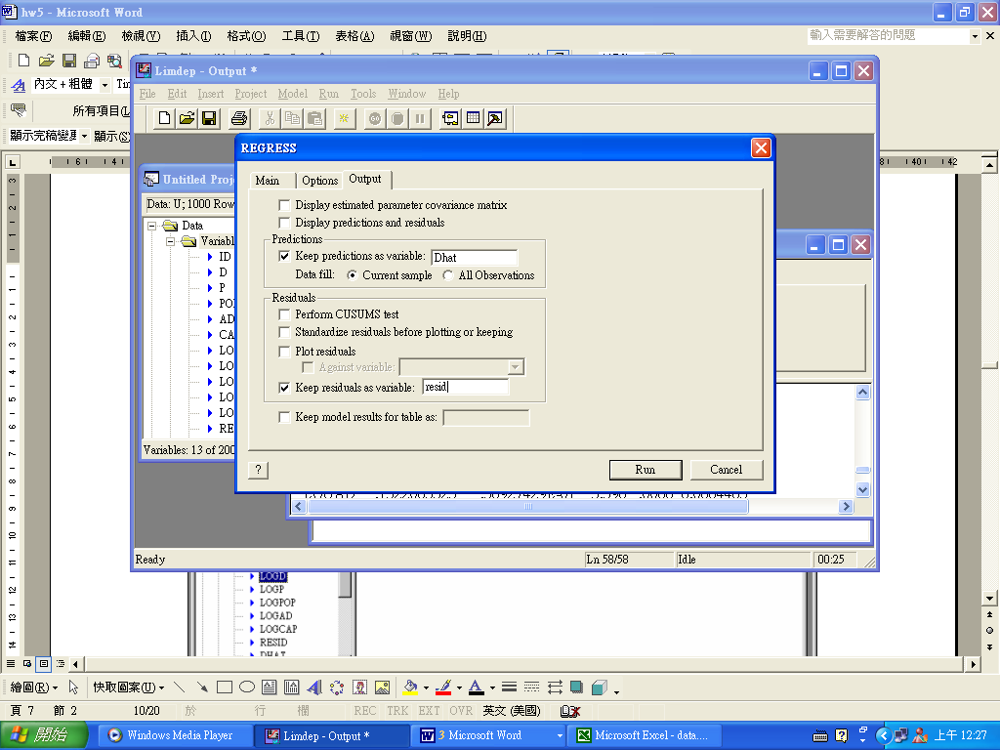 hw5 - Microsoft Word
檔案(F) 編輯(E) 檢視(V) 插入(I) 格式(O) 工具(T) 表格(A) 視窗(W) 說明(H)
輸入需要解答的問題
內文 + 粗體
所有項目(L
顯示完稿變更 顯示(S)
Limdep - Output *
File Edit Insert Project Model Run Tools Window Help
GO
Untitled Proj
Data: U; 1000 Row
Data
Variabl
ID
D
P
PO
AD
CA
LO
LO
LO
LO
LO
RE
Variables: 13 of 200
REGRESS
Main Options Output
Display estimated parameter covariance matrix
Display predictions and residuals
Predictions
Keep predictions as variable: Dhat
Data fill: Current sample All Observations
Residuals
Perform CUSUMS test
Standardize residuals before plotting or keeping
Plot residuals
Against variable:
Keep residuals as variable: resid
Keep model results for table as:
? Run Cancel
Ready Ln 58/58 Idle 00:25
LOGD
LOGP
LOGPOP
LOGAD
LOGCAP
RESID
DHAT
繪圖(R) 快取圖案(U)
頁 7 節 2 10/20 於 行 欄 REC TRK EXT OVR 英文 (美國)
開始 Windows Media Player Limdep - Output * 3 Microsoft Word Microsoft Excel - data.... 上午 12:27